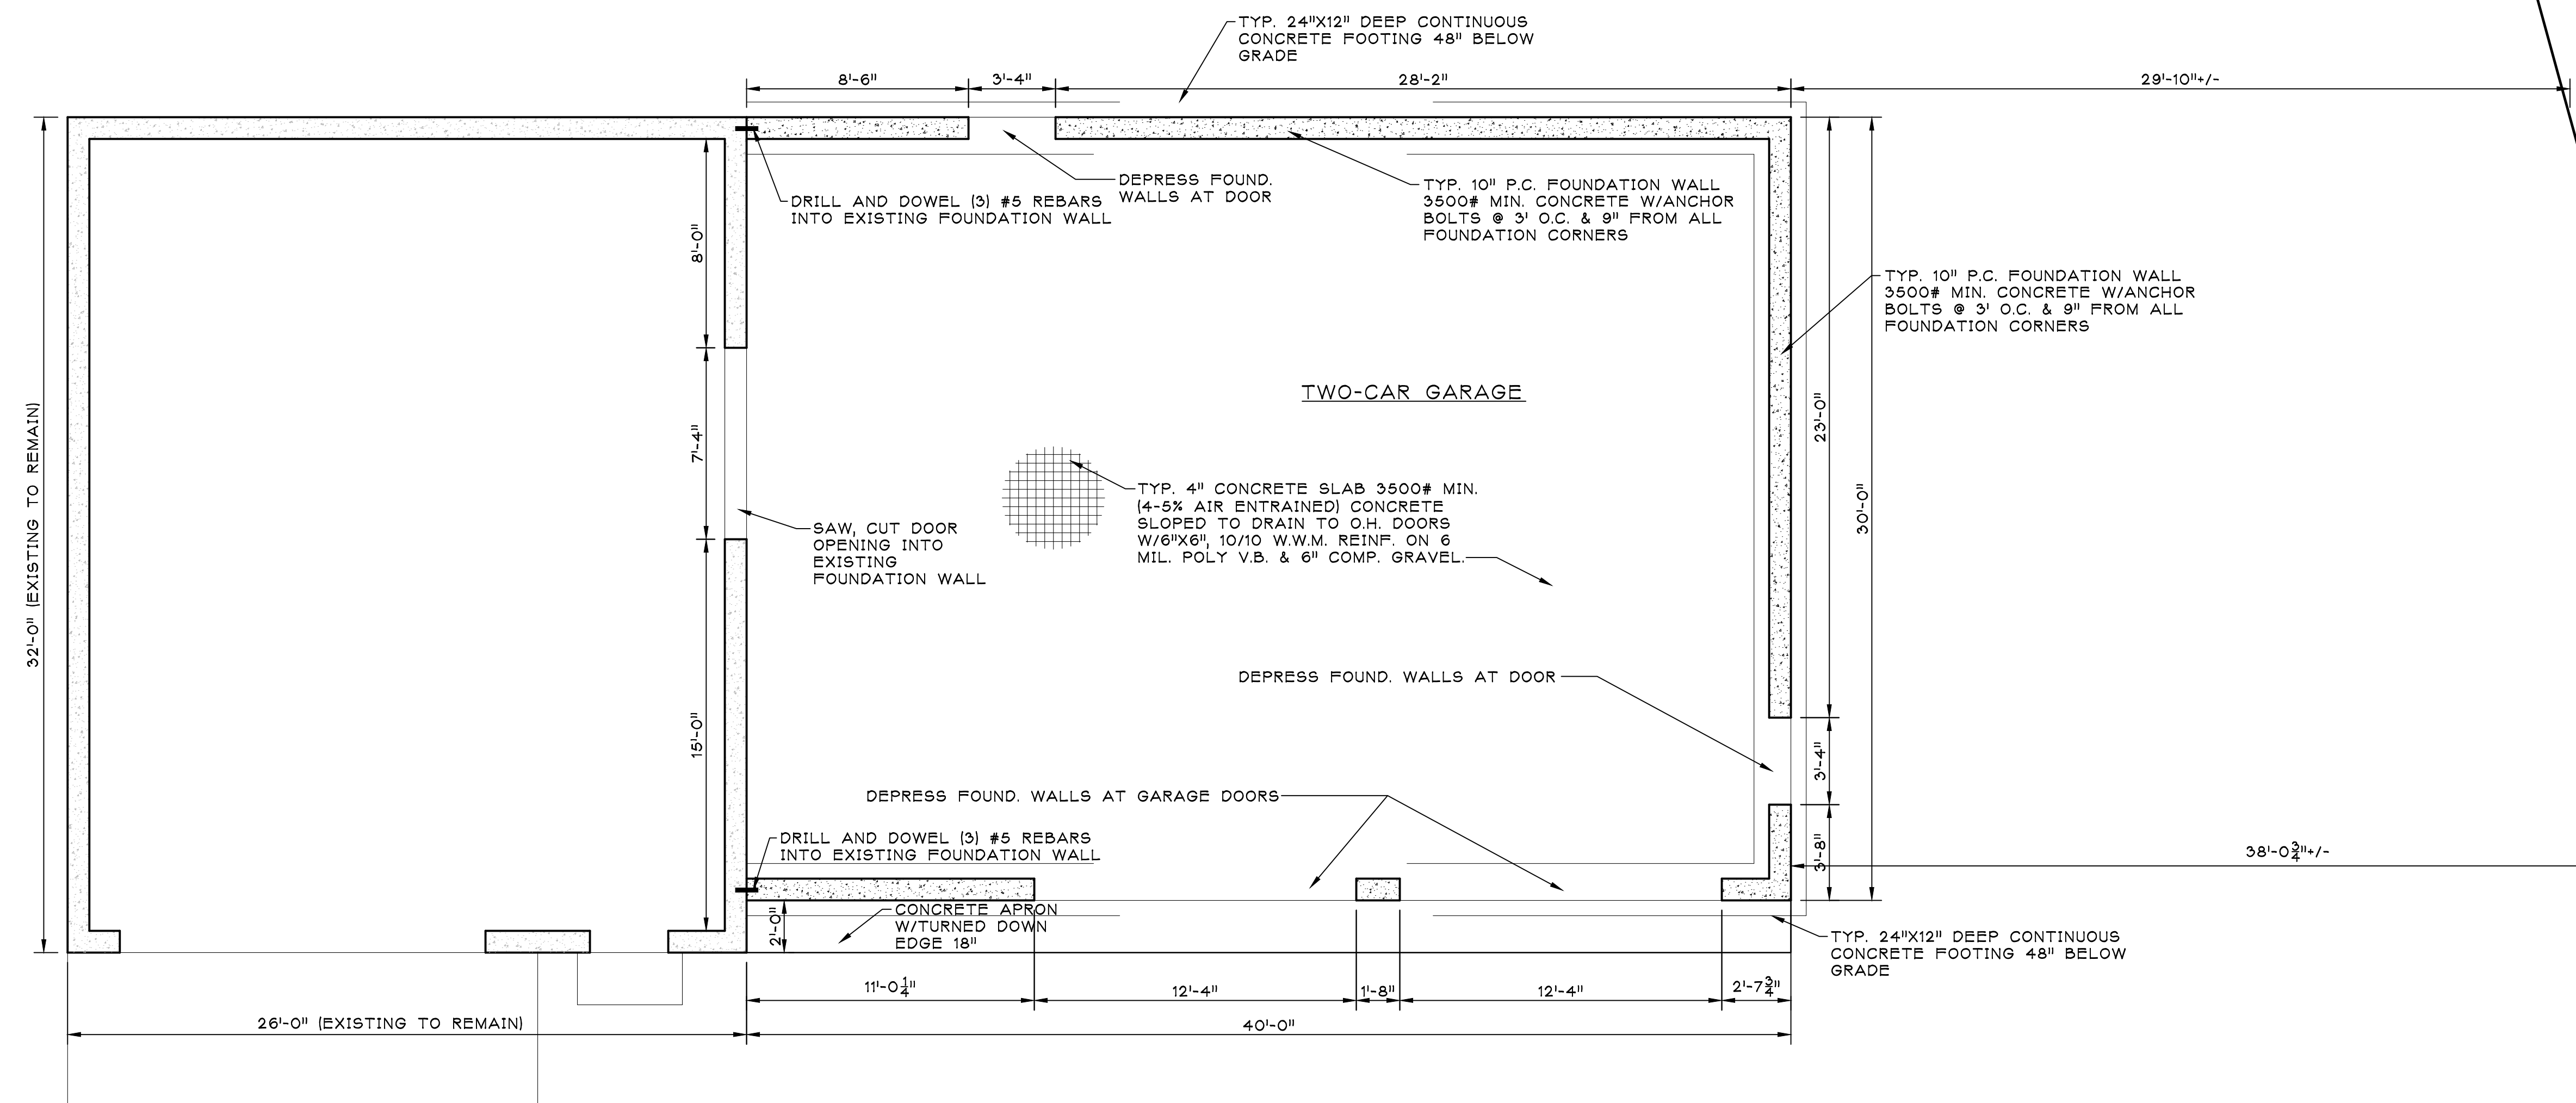 TYP. 24"X12" DEEP CONTINUOUS
CONCRETE FOOTING 48" BELOW
GRADE
8'-6"
3'-4"
28'-2"
29'-10"+/-
DEPRESS FOUND.
WALLS AT DOOR
DRILL AND DOWEL (3) #5 REBARS
INTO EXISTING FOUNDATION WALL
TYP. 10" P.C. FOUNDATION WALL
3500# MIN. CONCRETE W/ANCHOR
BOLTS @ 3' O.C. & 9" FROM ALL
FOUNDATION CORNERS
8'-0"
TYP. 10" P.C. FOUNDATION WALL
3500# MIN. CONCRETE W/ANCHOR
BOLTS @ 3' O.C. & 9" FROM ALL
FOUNDATION CORNERS
TWO-CAR GARAGE
23'-0"
7'-4"
30'-0"
32'-0" (EXISTING TO REMAIN)
TYP. 4" CONCRETE SLAB 3500# MIN.
(4-5% AIR ENTRAINED) CONCRETE
SLOPED TO DRAIN TO O.H. DOORS
W/6"X6", 10/10 W.W.M. REINF. ON 6
MIL. POLY V.B. & 6" COMP. GRAVEL.
SAW, CUT DOOR
OPENING INTO
EXISTING
FOUNDATION WALL
DEPRESS FOUND. WALLS AT DOOR
15'-0"
3'-4"
DEPRESS FOUND. WALLS AT GARAGE DOORS
DRILL AND DOWEL (3) #5 REBARS
INTO EXISTING FOUNDATION WALL
3'-8"
38'-0 3/4"+/-
2'-0"
CONCRETE APRON
W/TURNED DOWN
EDGE 18"
TYP. 24"X12" DEEP CONTINUOUS
CONCRETE FOOTING 48" BELOW
GRADE
11'-0 1/4"
12'-4"
1'-8"
12'-4"
2'-7 3/4"
26'-0" (EXISTING TO REMAIN)
40'-0"